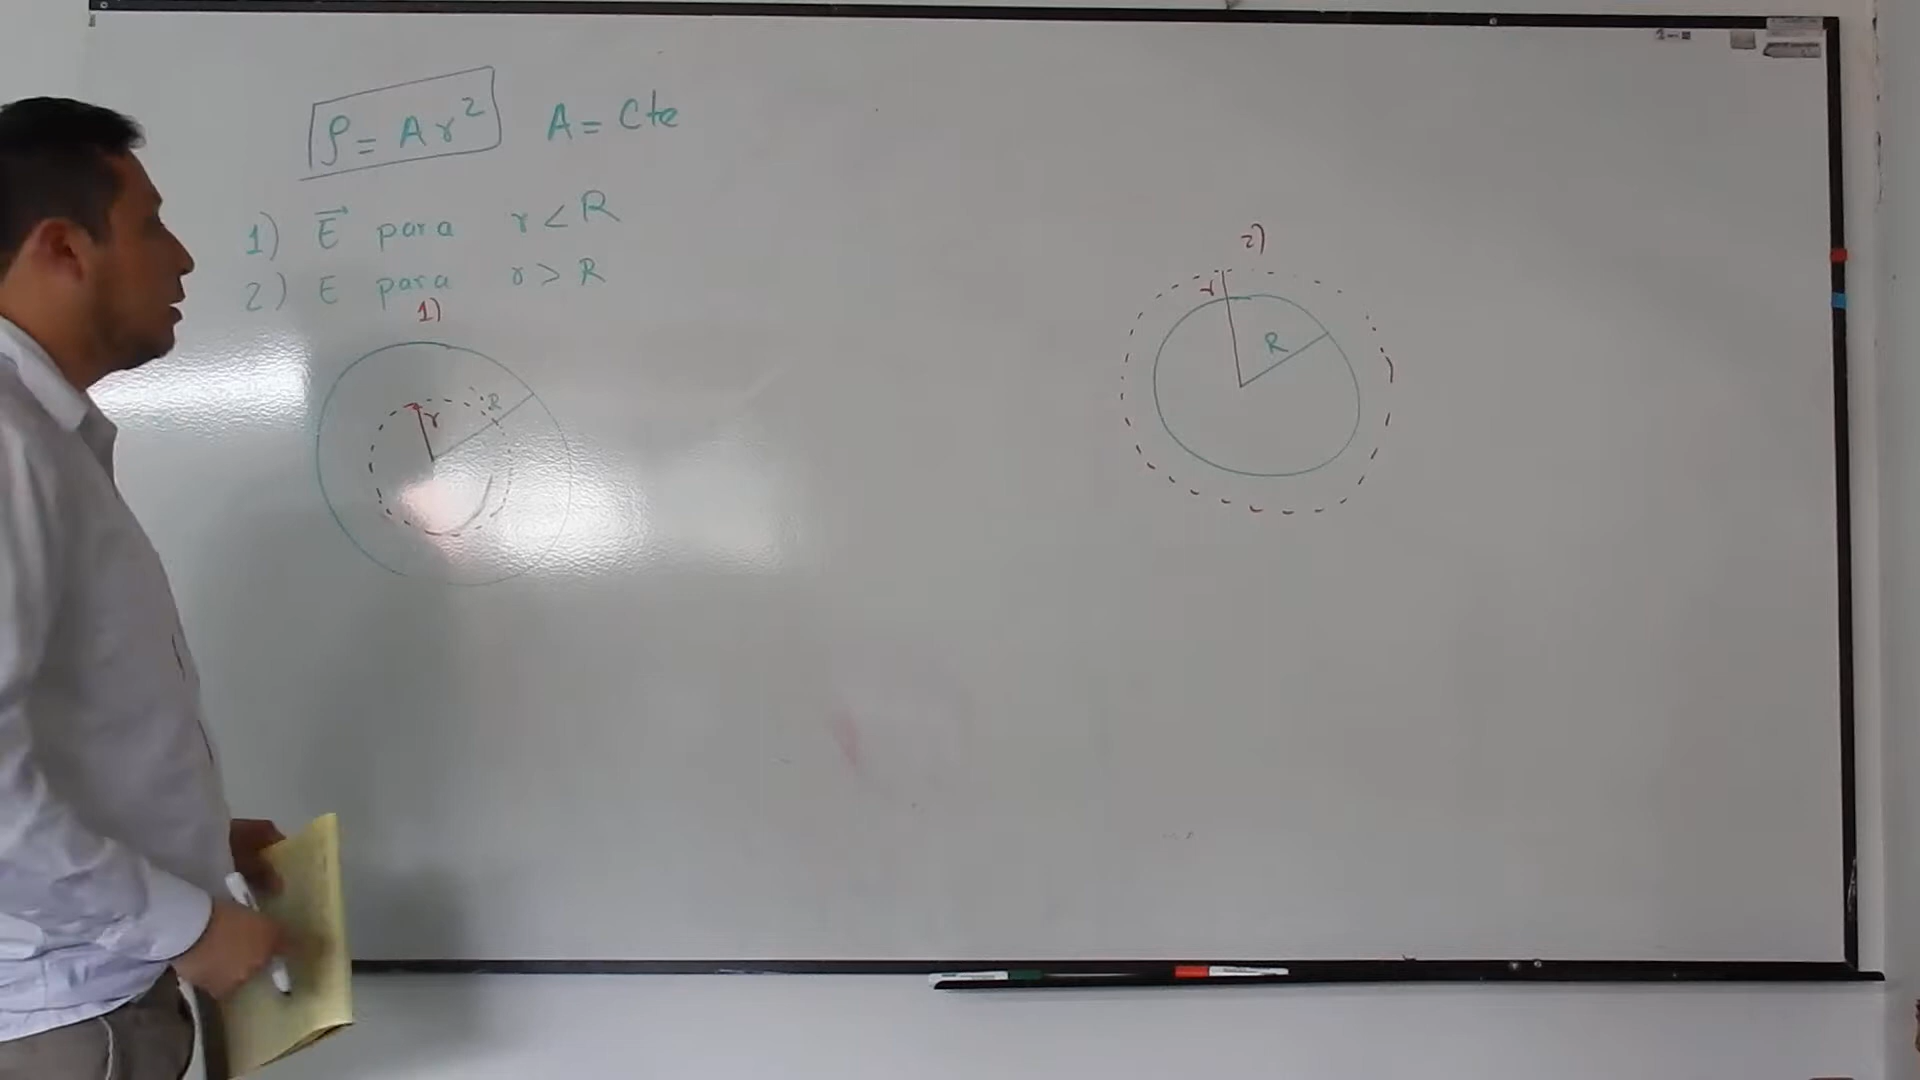 ρ = A r² A = Cte
1) E⃗ para r < R
2) E para r > R
1)
r R
2)
r
R